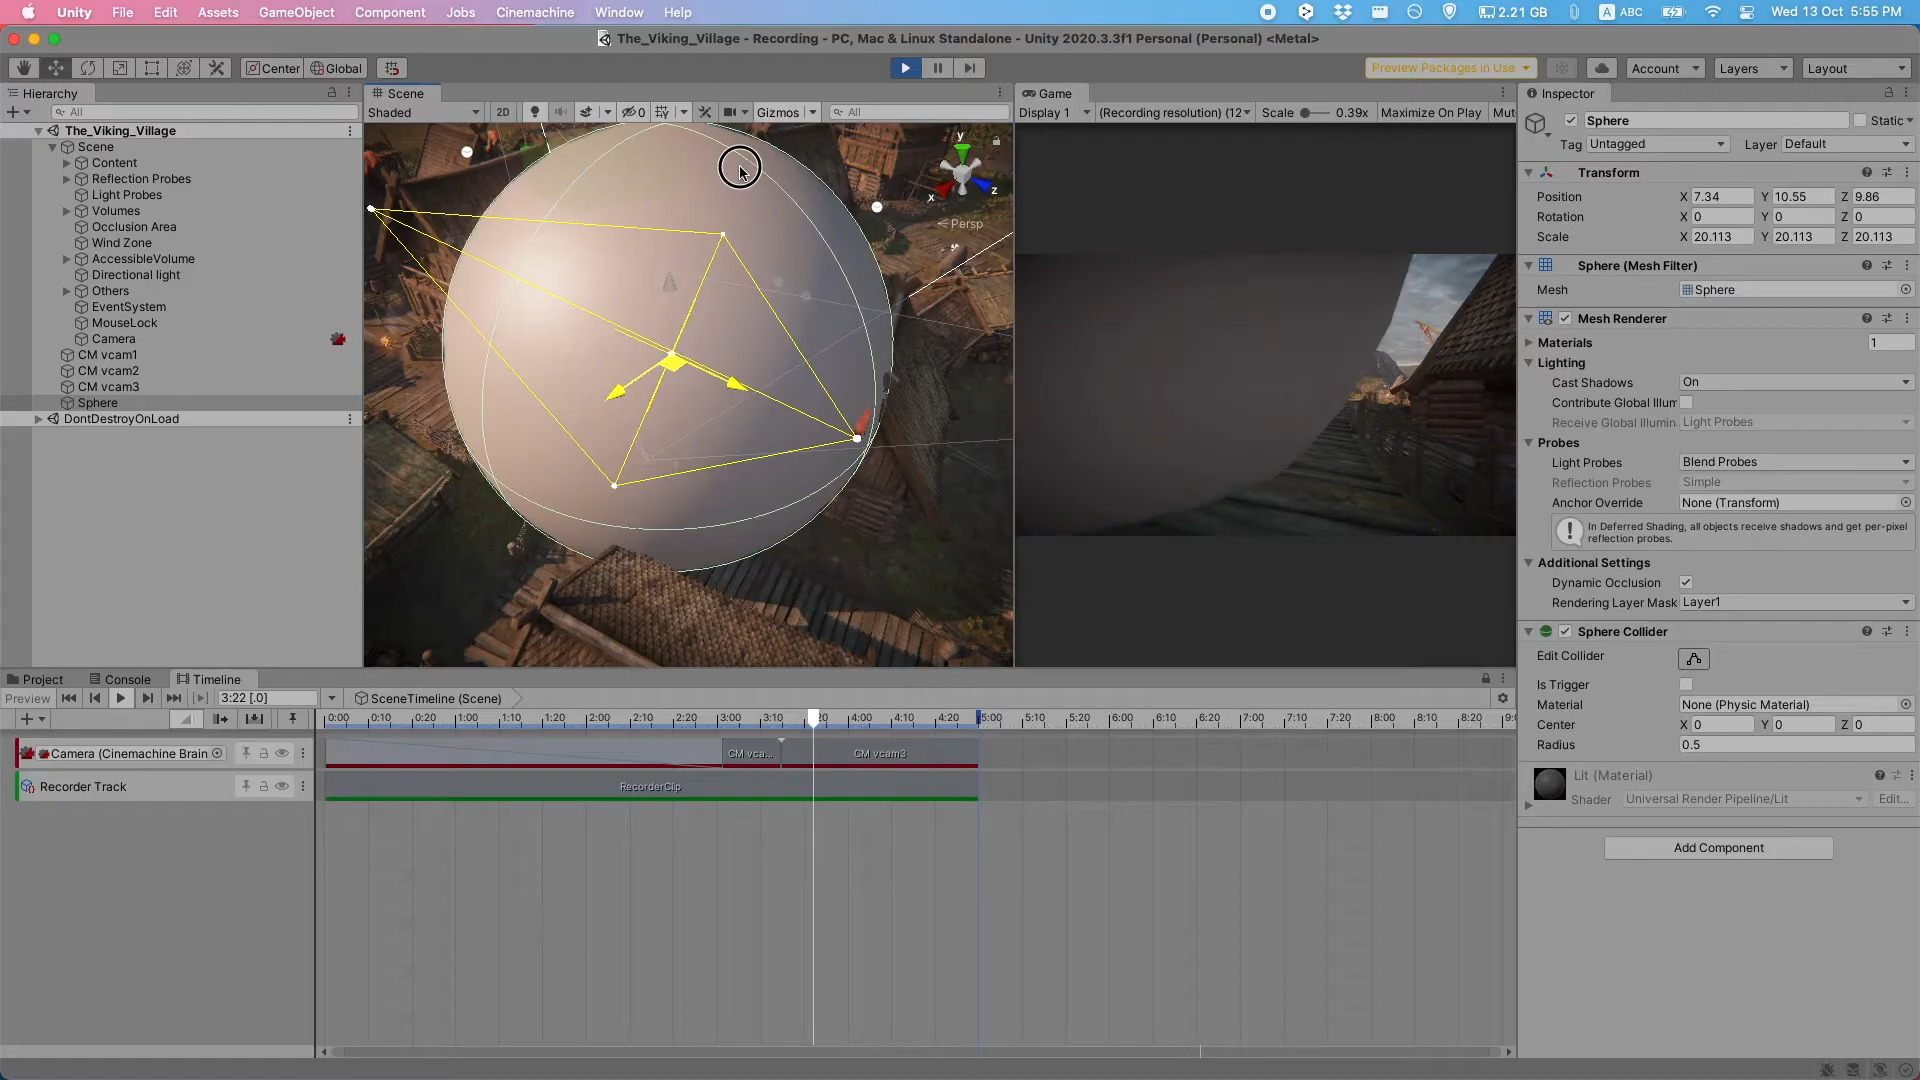 Unity File Edit Assets GameObject Component Jobs Cinemachine Window Help 2.21 GB A ABC Wed 13 Oct 5:55 PM
The_Viking_Village - Recording - PC, Mac & Linux Standalone - Unity 2020.3.3f1 Personal (Personal) <Metal>
Center Global Preview Packages in Use Account Layers Layout
Hierarchy
All
The_Viking_Village
Scene
Content
Reflection Probes
Light Probes
Volumes
Occlusion Area
Wind Zone
AccessibleVolume
Directional light
Others
EventSystem
MouseLock
Camera
CM vcam1
CM vcam2
CM vcam3
Sphere
DontDestroyOnLoad
Scene
Shaded 2D 0 Gizmos All
y
x z
Persp
Game
Display 1 (Recording resolution) (12 Scale 0.39x Maximize On Play Mut
Inspector
Sphere Static
Tag Untagged Layer Default
Transform
Position X 7.34 Y 10.55 Z 9.86
Rotation X 0 Y 0 Z 0
Scale X 20.113 Y 20.113 Z 20.113
Sphere (Mesh Filter)
Mesh Sphere
Mesh Renderer
Materials 1
Lighting
Cast Shadows On
Contribute Global Illum
Receive Global Illumin Light Probes
Probes
Light Probes Blend Probes
Reflection Probes Simple
Anchor Override None (Transform)
In Deferred Shading, all objects receive shadows and get per-pixel
reflection probes.
Additional Settings
Dynamic Occlusion
Rendering Layer Mask Layer1
Sphere Collider
Edit Collider
Is Trigger
Material None (Physic Material)
Center X 0 Y 0 Z 0
Radius 0.5
Lit (Material)
Shader Universal Render Pipeline/Lit Edit...
Add Component
Project Console Timeline
Preview 3:22 [.0] SceneTimeline (Scene)
0:00 0:10 0:20 1:00 1:10 1:20 2:00 2:10 2:20 3:00 3:10 20 4:00 4:10 4:20 5:00 5:10 5:20 6:00 6:10 6:20 7:00 7:10 7:20 8:00 8:10 8:20 9:0
Camera (Cinemachine Brain CM vca... CM vcam3
Recorder Track RecorderClip